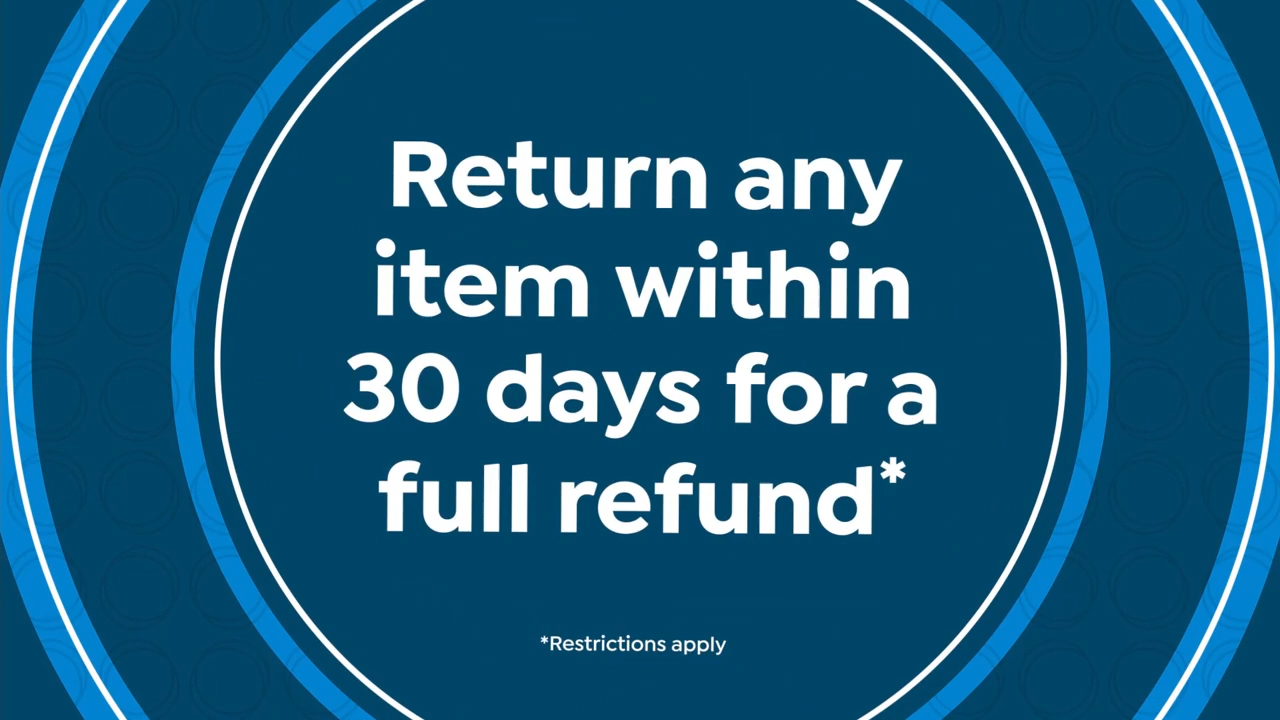 Return any
item within
30 days for a
full refund*
*Restrictions apply